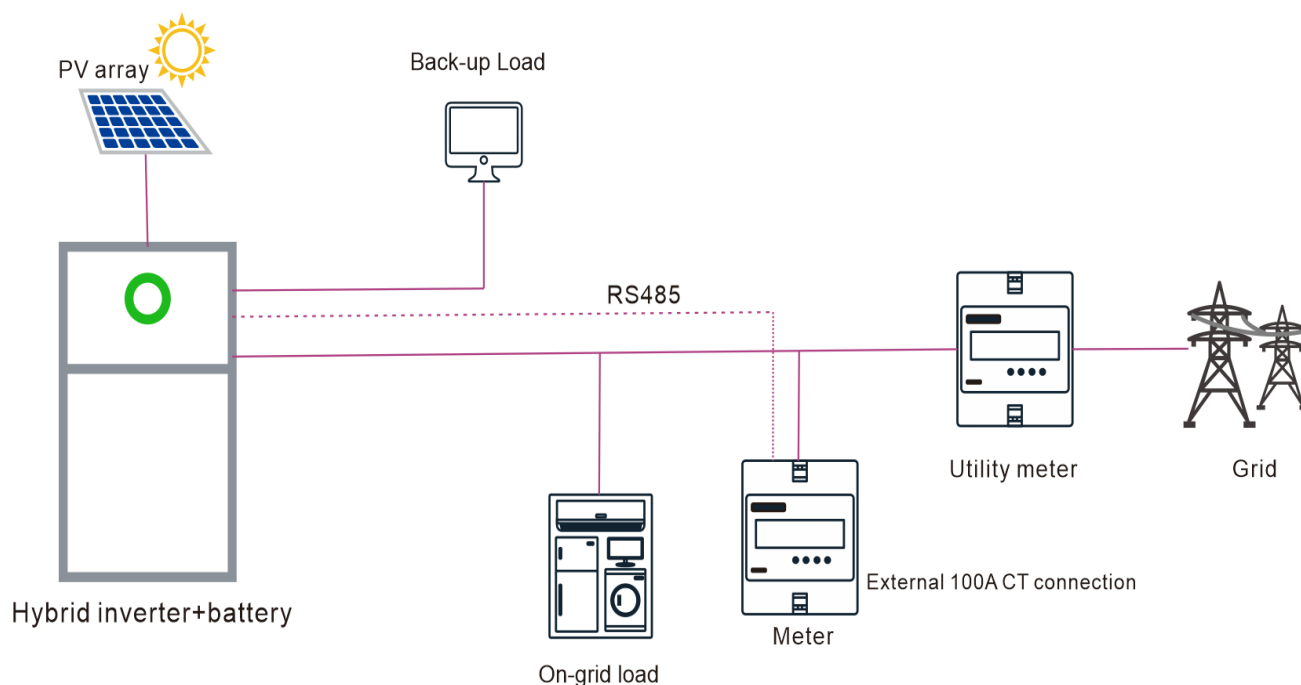 PV array
Back-up Load
RS485
Utility meter
Grid
External 100A CT connection
Hybrid inverter+battery
Meter
On-grid load